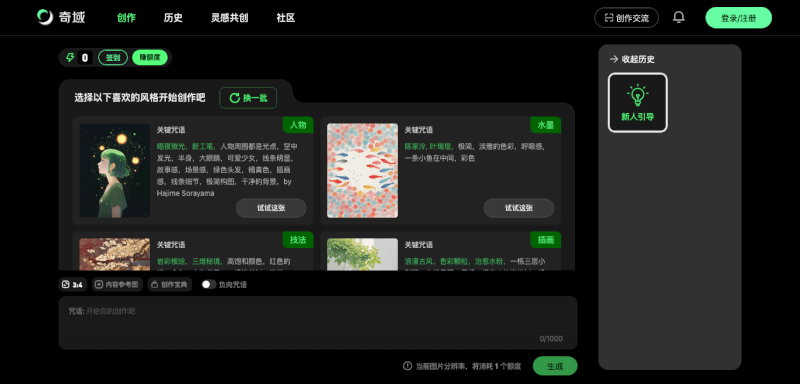 奇域
创作
历史
灵感共创
社区
创作交流
登录/注册
0
签到
赚额度
选择以下喜欢的风格开始创作吧
换一批
人物
关键咒语
暗夜微光，新工笔，人物周围都是光点，空中
发光，半身，大眼睛，可爱少女，线条明显，
故事感，场景感，绿色头发，橘黄色，插画
感，线条细节，极简构图，干净的背景，by
Hajime Sorayama
试试这张
水墨
关键咒语
陈家泠，叶瑞琨，极简，淡雅的色彩，呼吸感，
一条小鱼在中间，彩色
试试这张
技法
关键咒语
岩彩板绘，三维秘境，高饱和颜色，红色的
插画
关键咒语
浪漫古风，色彩颗粒，治愈水粉，一栋三层小
3:4
内容参考图
创作宝典
负向咒语
咒语:开始你的创作吧
0/1000
当前图片分辨率，将消耗 1 个额度
生成
收起历史
新人引导